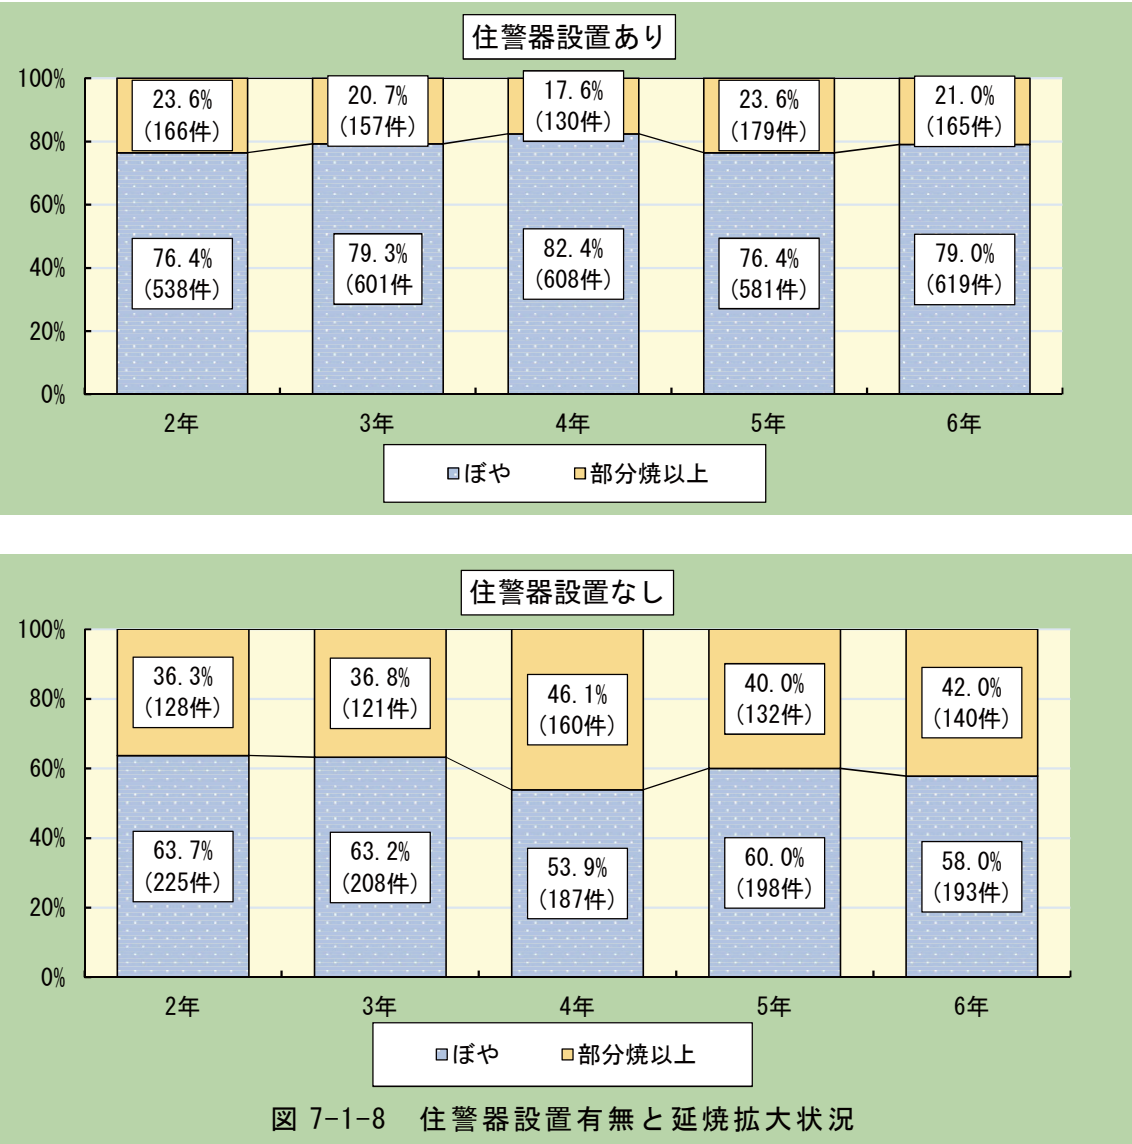 住警器設置あり
100%
80%
60%
40%
20%
0%
23.6%
(166件)
20.7%
(157件)
17.6%
(130件)
23.6%
(179件)
21.0%
(165件)
76.4%
(538件)
79.3%
(601件
82.4%
(608件)
76.4%
(581件)
79.0%
(619件)
2年 3年 4年 5年 6年
ぼや 部分焼以上
住警器設置なし
100%
80%
60%
40%
20%
0%
36.3%
(128件)
36.8%
(121件)
46.1%
(160件)
40.0%
(132件)
42.0%
(140件)
63.7%
(225件)
63.2%
(208件)
53.9%
(187件)
60.0%
(198件)
58.0%
(193件)
2年 3年 4年 5年 6年
ぼや 部分焼以上
図 7-1-8 住警器設置有無と延焼拡大状況